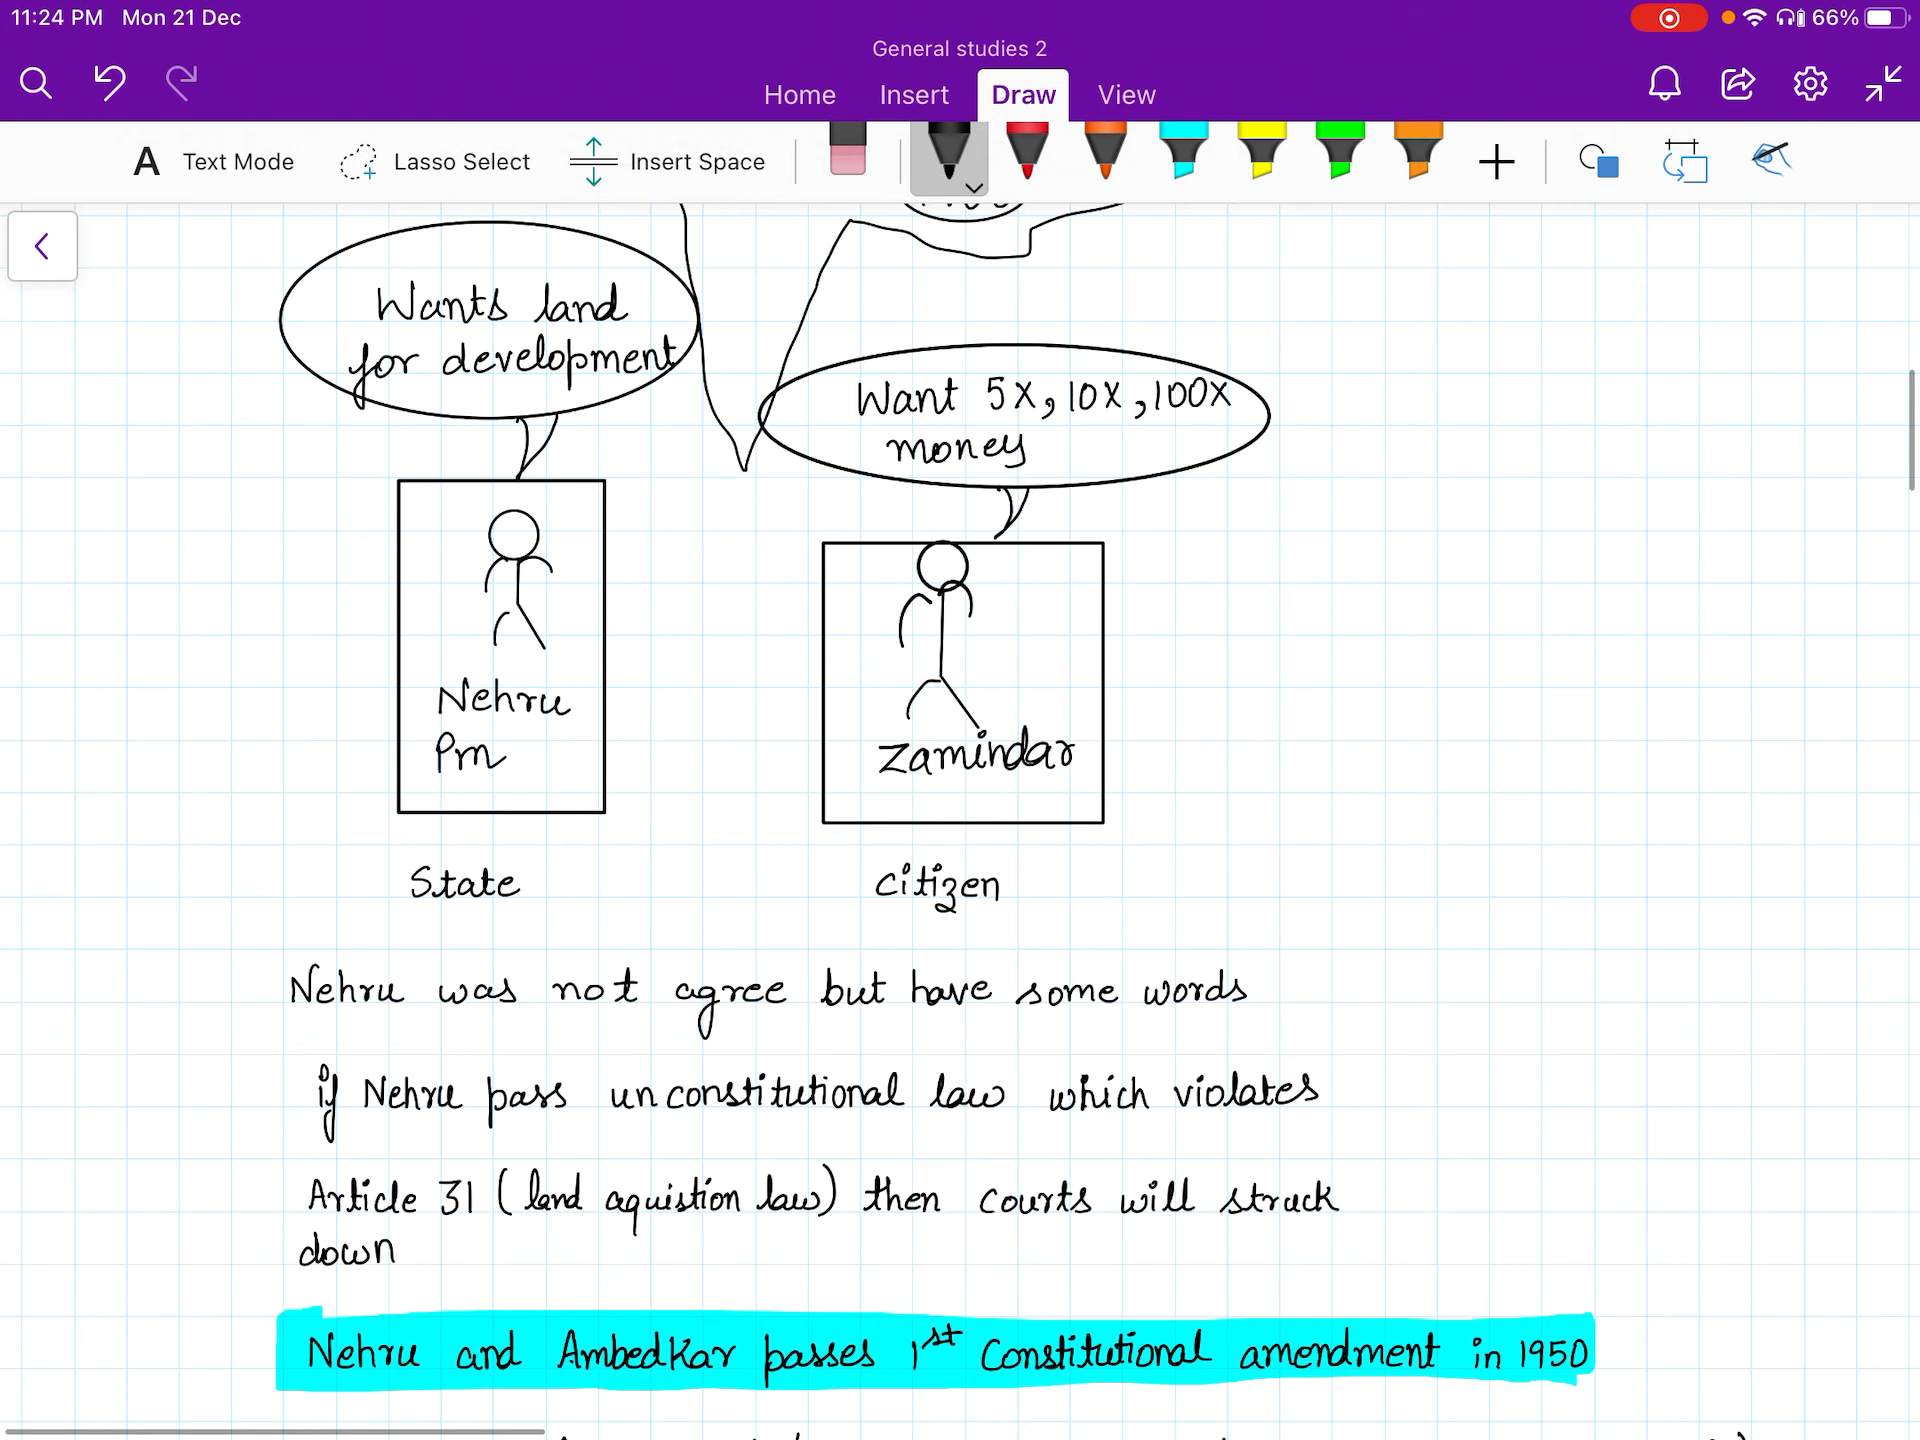 11:24 PM Mon 21 Dec
66%
General studies 2
Home Insert Draw View
A Text Mode Lasso Select Insert Space
Wants land
for development
Want 5x, 10x, 100x
money
Nehru
Pm
Zamindar
State
Citizen
Nehru was not agree but have some words
if Nehru pass unconstitutional law which violates
Article 31 (land aquistion law) then courts will struck
down
Nehru and Ambedkar passes 1st Constitutional amendment in 1950